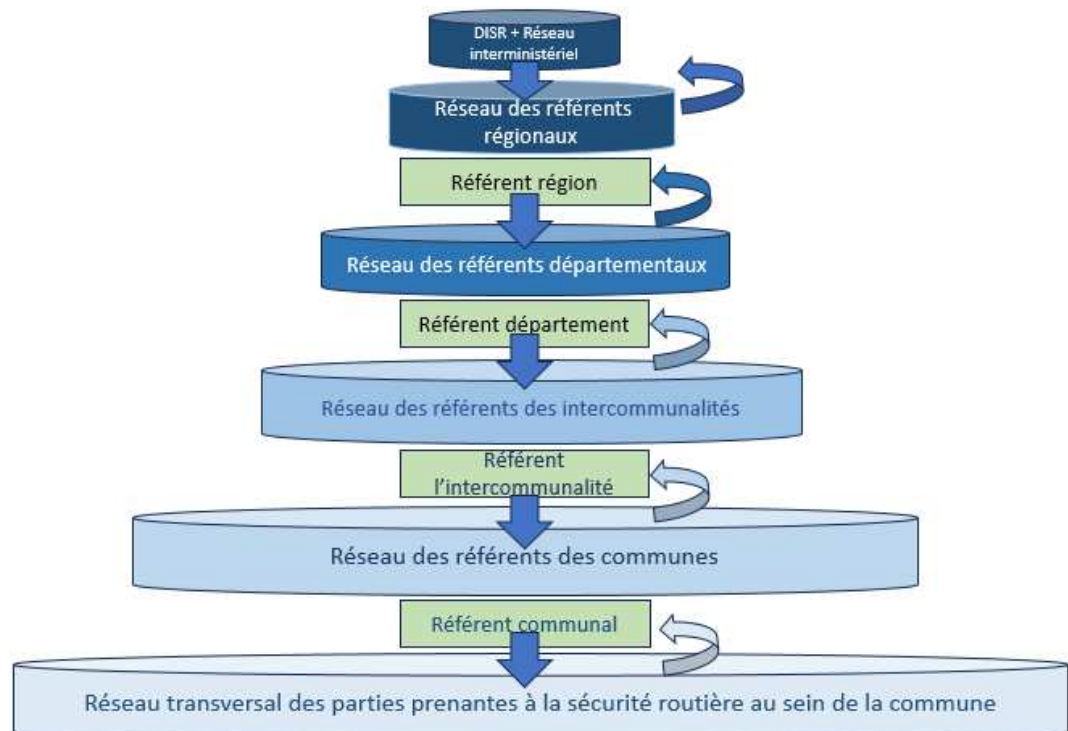 DISR + Réseau
interministériel
Réseau des référents
régionaux
Référent région
Réseau des référents départementaux
Référent département
Réseau des référents des intercommunalités
Référent
l'intercommunalité
Réseau des référents des communes
Référent communal
Réseau transversal des parties prenantes à la sécurité routière au sein de la commune